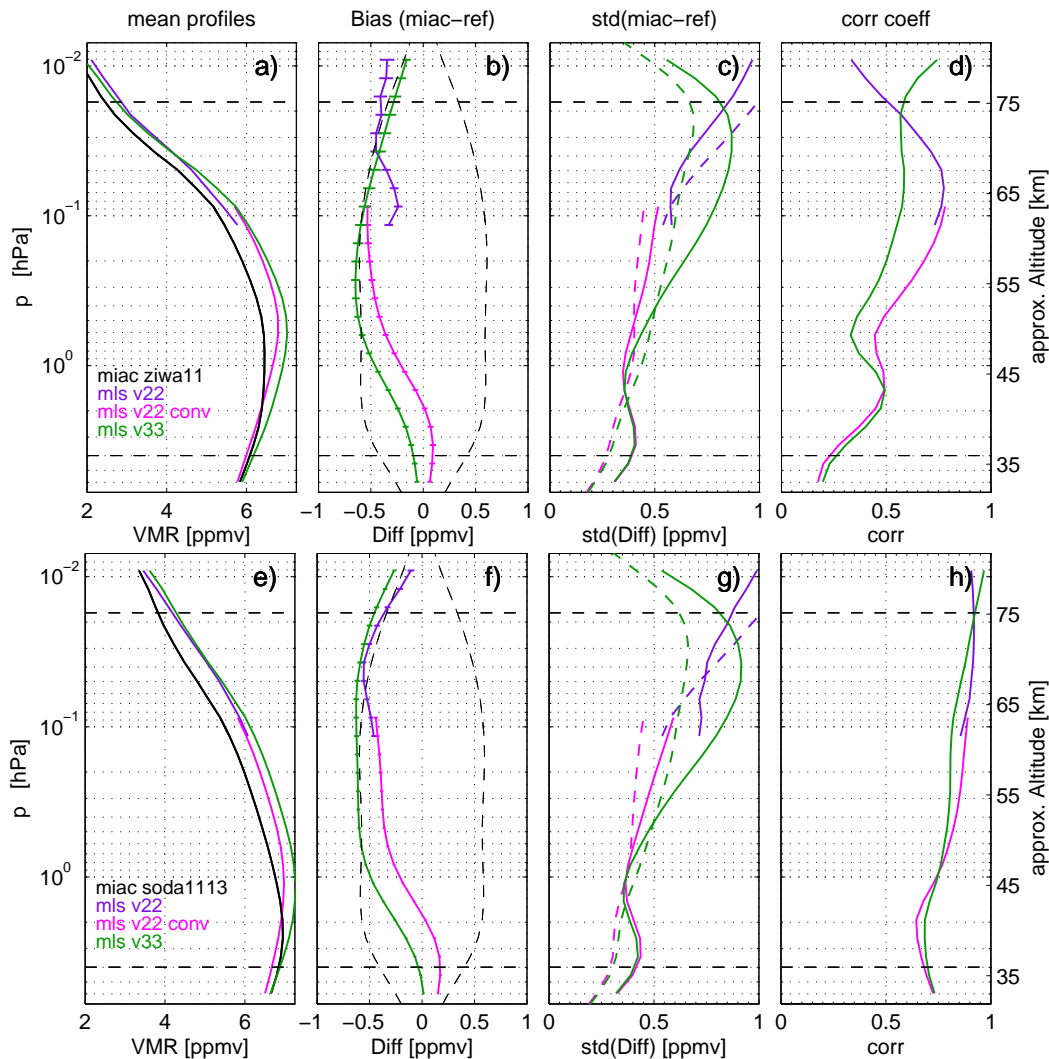 mean profiles Bias (miac-ref) std(miac-ref) corr coeff
a) b) c) d)
10⁻²
10⁻¹
10⁰
p [hPa]
miac ziwa11
mls v22
mls v22 conv
mls v33
75
65
55
45
35
approx. Altitude [km]
2 4 6 −1 −0.5 0 0.5 1 0 0.5 1 0 0.5 1
VMR [ppmv] Diff [ppmv] std(Diff) [ppmv] corr
e) f) g) h)
10⁻²
10⁻¹
10⁰
p [hPa]
miac soda1113
mls v22
mls v22 conv
mls v33
75
65
55
45
35
approx. Altitude [km]
2 4 6 −1 −0.5 0 0.5 1 0 0.5 1 0 0.5 1
VMR [ppmv] Diff [ppmv] std(Diff) [ppmv] corr